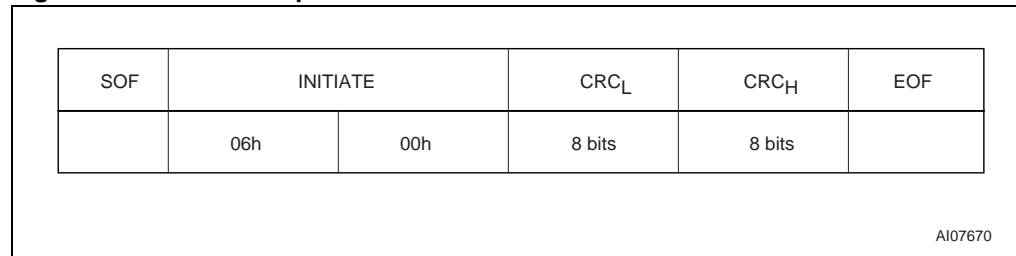 SOF INITIATE CRCL CRCH EOF
06h 00h 8 bits 8 bits
AI07670